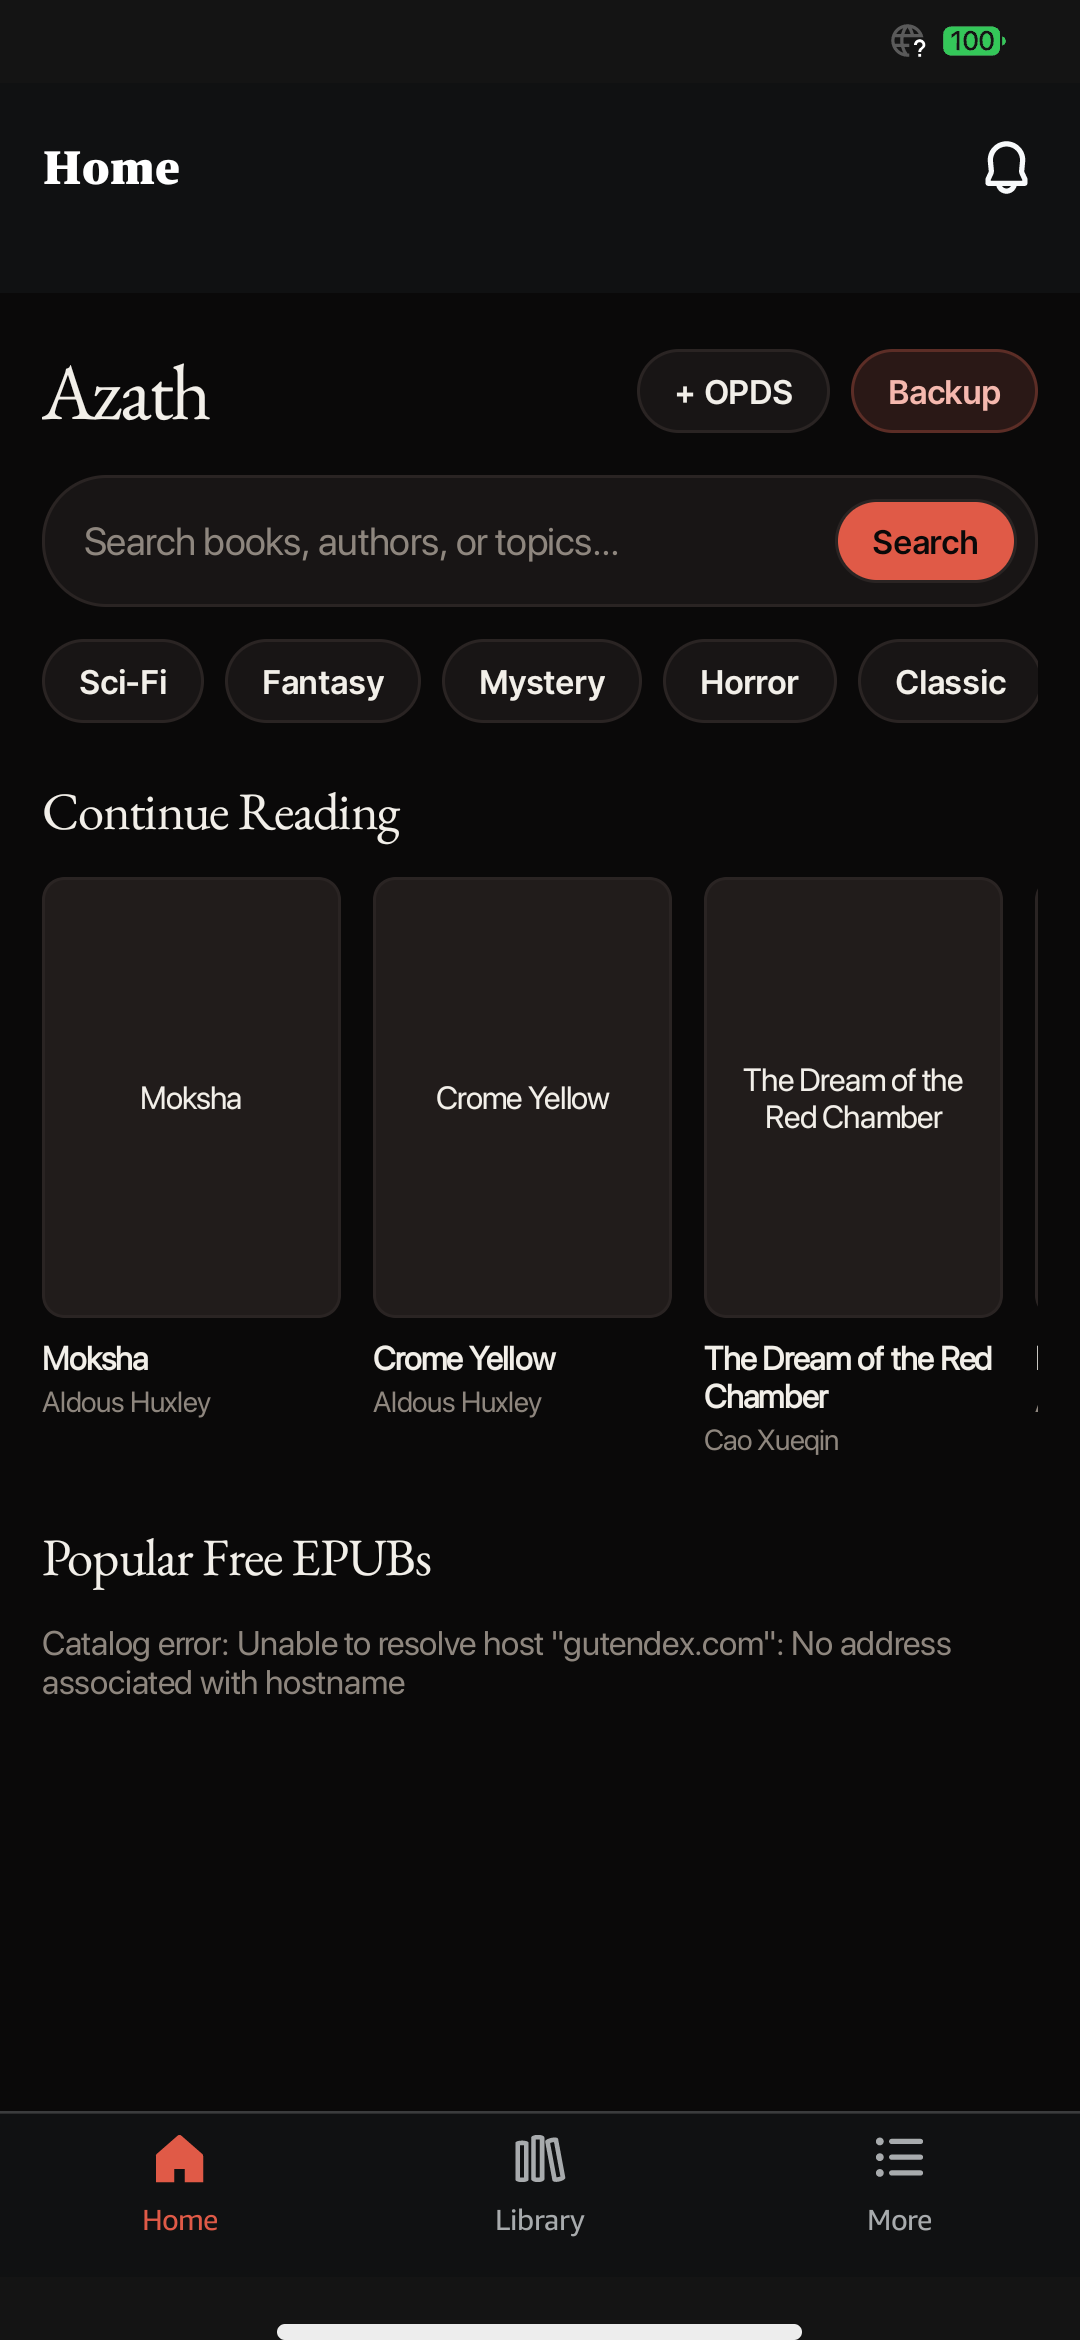 100
Home
Azath
+ OPDS
Backup
Search books, authors, or topics...
Search
Sci-Fi
Fantasy
Mystery
Horror
Classic
Continue Reading
Moksha
Crome Yellow
The Dream of the
Red Chamber
Moksha
Aldous Huxley
Crome Yellow
Aldous Huxley
The Dream of the Red
Chamber
Cao Xueqin
Popular Free EPUBs
Catalog error: Unable to resolve host "gutendex.com": No address
associated with hostname
Home
Library
More